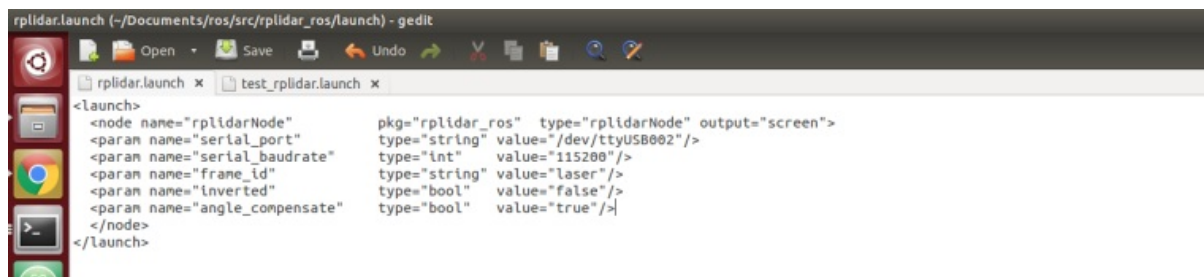 rplidar.launch (~/Documents/ros/src/rplidar_ros/launch) - gedit
Open Save Undo
rplidar.launch × test_rplidar.launch ×
<launch>
<node name="rplidarNode" pkg="rplidar_ros" type="rplidarNode" output="screen">
<param name="serial_port" type="string" value="/dev/ttyUSB002"/>
<param name="serial_baudrate" type="int" value="115200"/>
<param name="frame_id" type="string" value="laser"/>
<param name="inverted" type="bool" value="false"/>
<param name="angle_compensate" type="bool" value="true"/>
</node>
</launch>